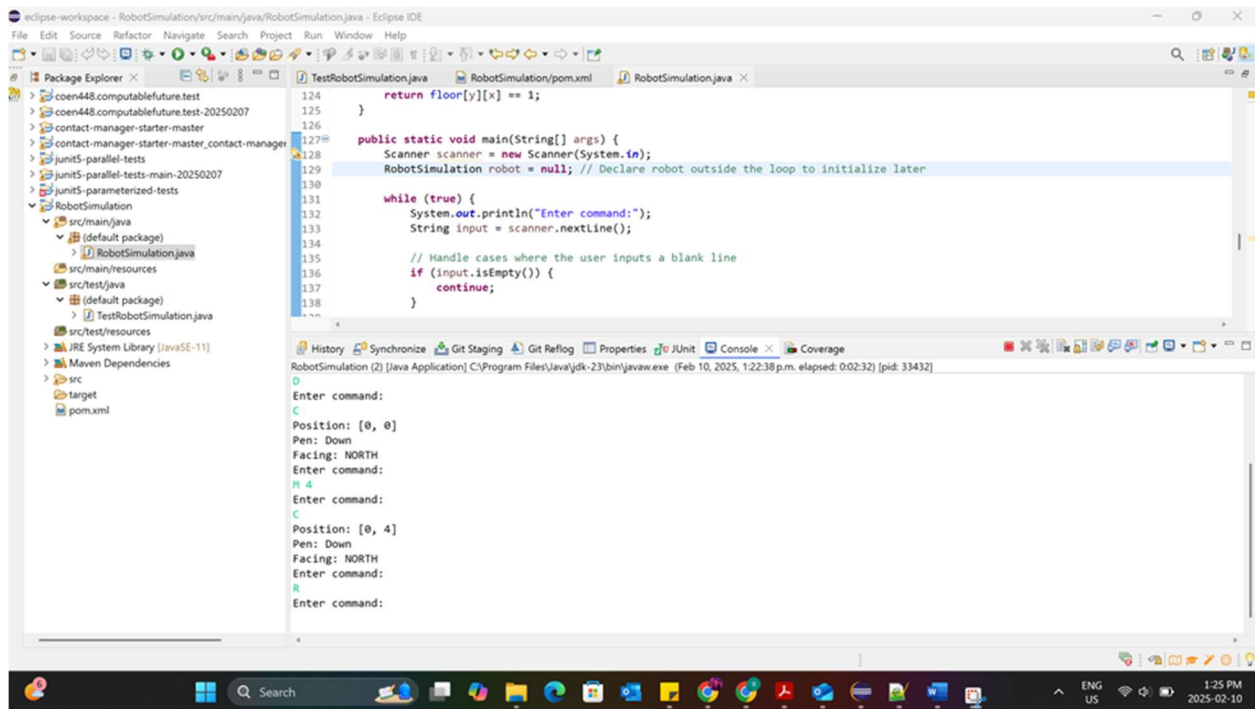 eclipse-workspace - RobotSimulation/src/main/java/RobotSimulation.java - Eclipse IDE
File Edit Source Refactor Navigate Search Project Run Window Help
Package Explorer
coen448.computablefuture.test
coen448.computablefuture.test-20250207
contact-manager-starter-master
contact-manager-starter-master_contact-manager
junit5-parallel-tests
junit5-parallel-tests-main-20250207
junit5-parameterized-tests
RobotSimulation
src/main/java
(default package)
RobotSimulation.java
src/main/resources
src/test/java
(default package)
TestRobotSimulation.java
src/test/resources
JRE System Library [JavaSE-11]
Maven Dependencies
src
target
pom.xml
TestRobotSimulation.java RobotSimulation/pom.xml RobotSimulation.java
124 return floor[y][x] == 1;
125 }
126
127 public static void main(String[] args) {
128 Scanner scanner = new Scanner(System.in);
129 RobotSimulation robot = null; // Declare robot outside the loop to initialize later
130
131 while (true) {
132 System.out.println("Enter command:");
133 String input = scanner.nextLine();
134
135 // Handle cases where the user inputs a blank line
136 if (input.isEmpty()) {
137 continue;
138 }
History Synchronize Git Staging Git Reflog Properties JUnit Console Coverage
RobotSimulation (2) [Java Application] C:\Program Files\Java\jdk-23\bin\javaw.exe (Feb 10, 2025, 1:22:38 p.m. elapsed: 0:02:32) [pid: 33432]
D
Enter command:
C
Position: [0, 0]
Pen: Down
Facing: NORTH
Enter command:
M 4
Enter command:
C
Position: [0, 4]
Pen: Down
Facing: NORTH
Enter command:
R
Enter command:
Search
ENG
US
1:25 PM
2025-02-10